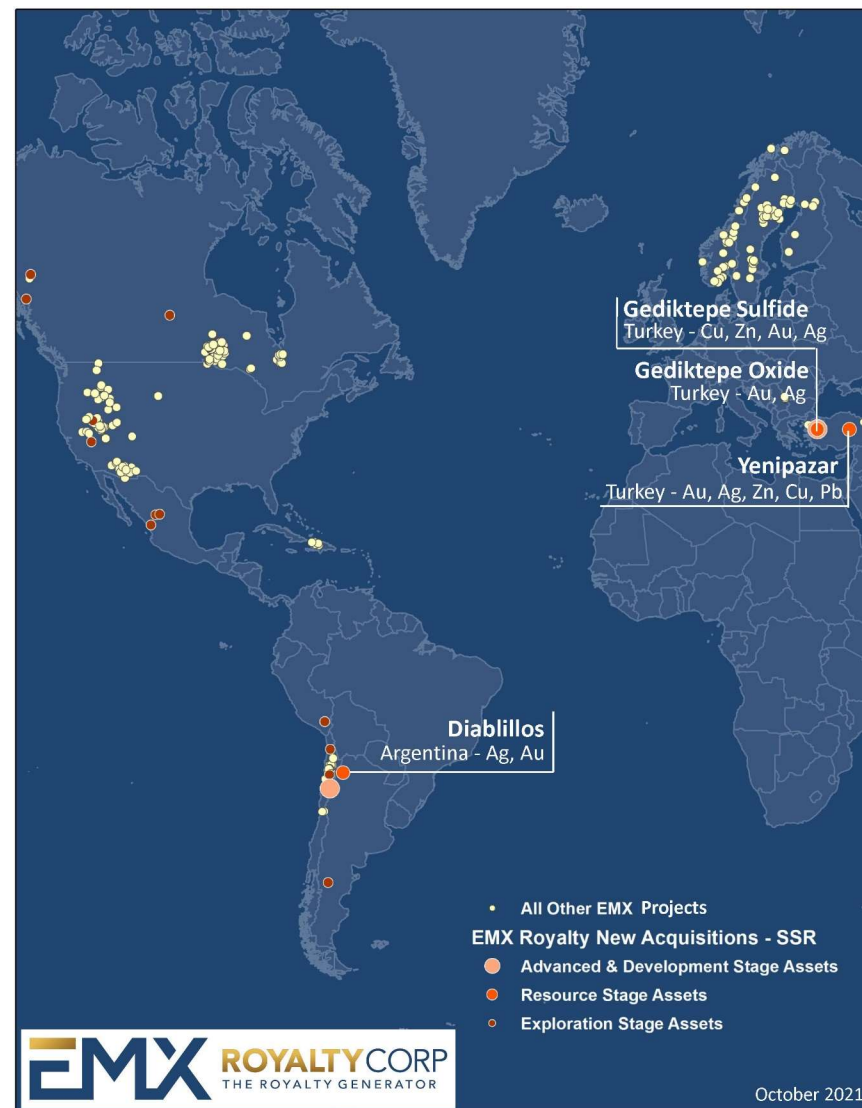 Gediktepe Sulfide
Turkey - Cu, Zn, Au, Ag
Gediktepe Oxide
Turkey - Au, Ag
Yenipazar
Turkey - Au, Ag, Zn, Cu, Pb
Diablillos
Argentina - Ag, Au
All Other EMX Projects
EMX Royalty New Acquisitions - SSR
Advanced & Development Stage Assets
Resource Stage Assets
Exploration Stage Assets
EMX ROYALTYCORP
THE ROYALTY GENERATOR
October 2021